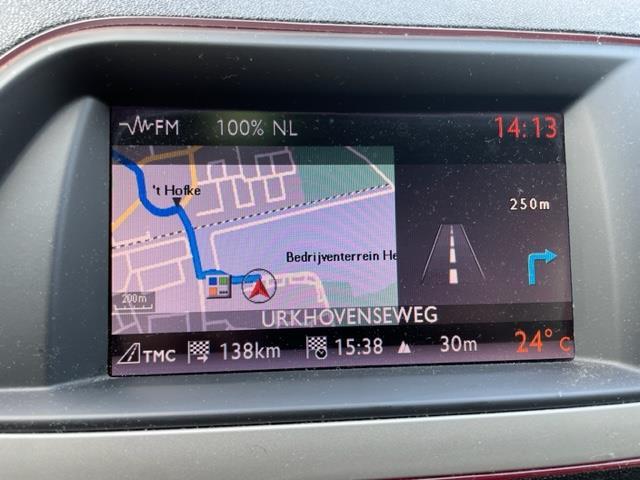 FM 100% NL 14:13
't Hofke
250m
Bedrijventerrein He
200m
URKHOVENSEWEG
TMC 138km 15:38 30m 24° C